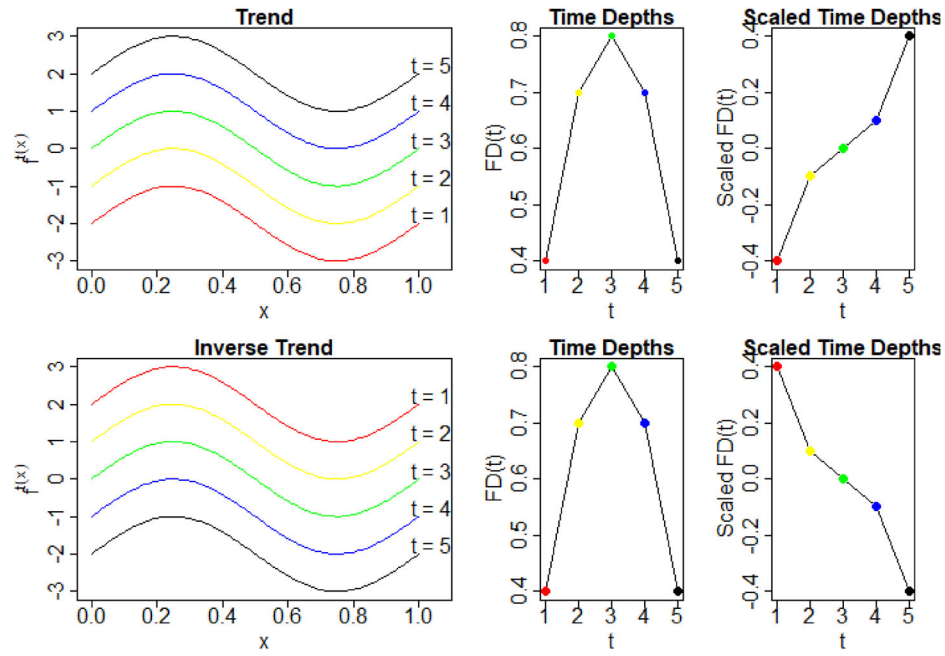 Trend
f^t(x)
3
2
1
0
-1
-2
-3
t = 5
t = 4
t = 3
t = 2
t = 1
0.0 0.2 0.4 0.6 0.8 1.0
x
Time Depths
FD(t)
0.8
0.7
0.6
0.5
0.4
1 2 3 4 5
t
Scaled Time Depths
Scaled FD(t)
0.4
0.2
0.0
-0.2
-0.4
1 2 3 4 5
t
Inverse Trend
f^t(x)
3
2
1
0
-1
-2
-3
t = 1
t = 2
t = 3
t = 4
t = 5
0.0 0.2 0.4 0.6 0.8 1.0
x
Time Depths
FD(t)
0.8
0.7
0.6
0.5
0.4
1 2 3 4 5
t
Scaled Time Depths
Scaled FD(t)
0.4
0.2
0.0
-0.2
-0.4
1 2 3 4 5
t